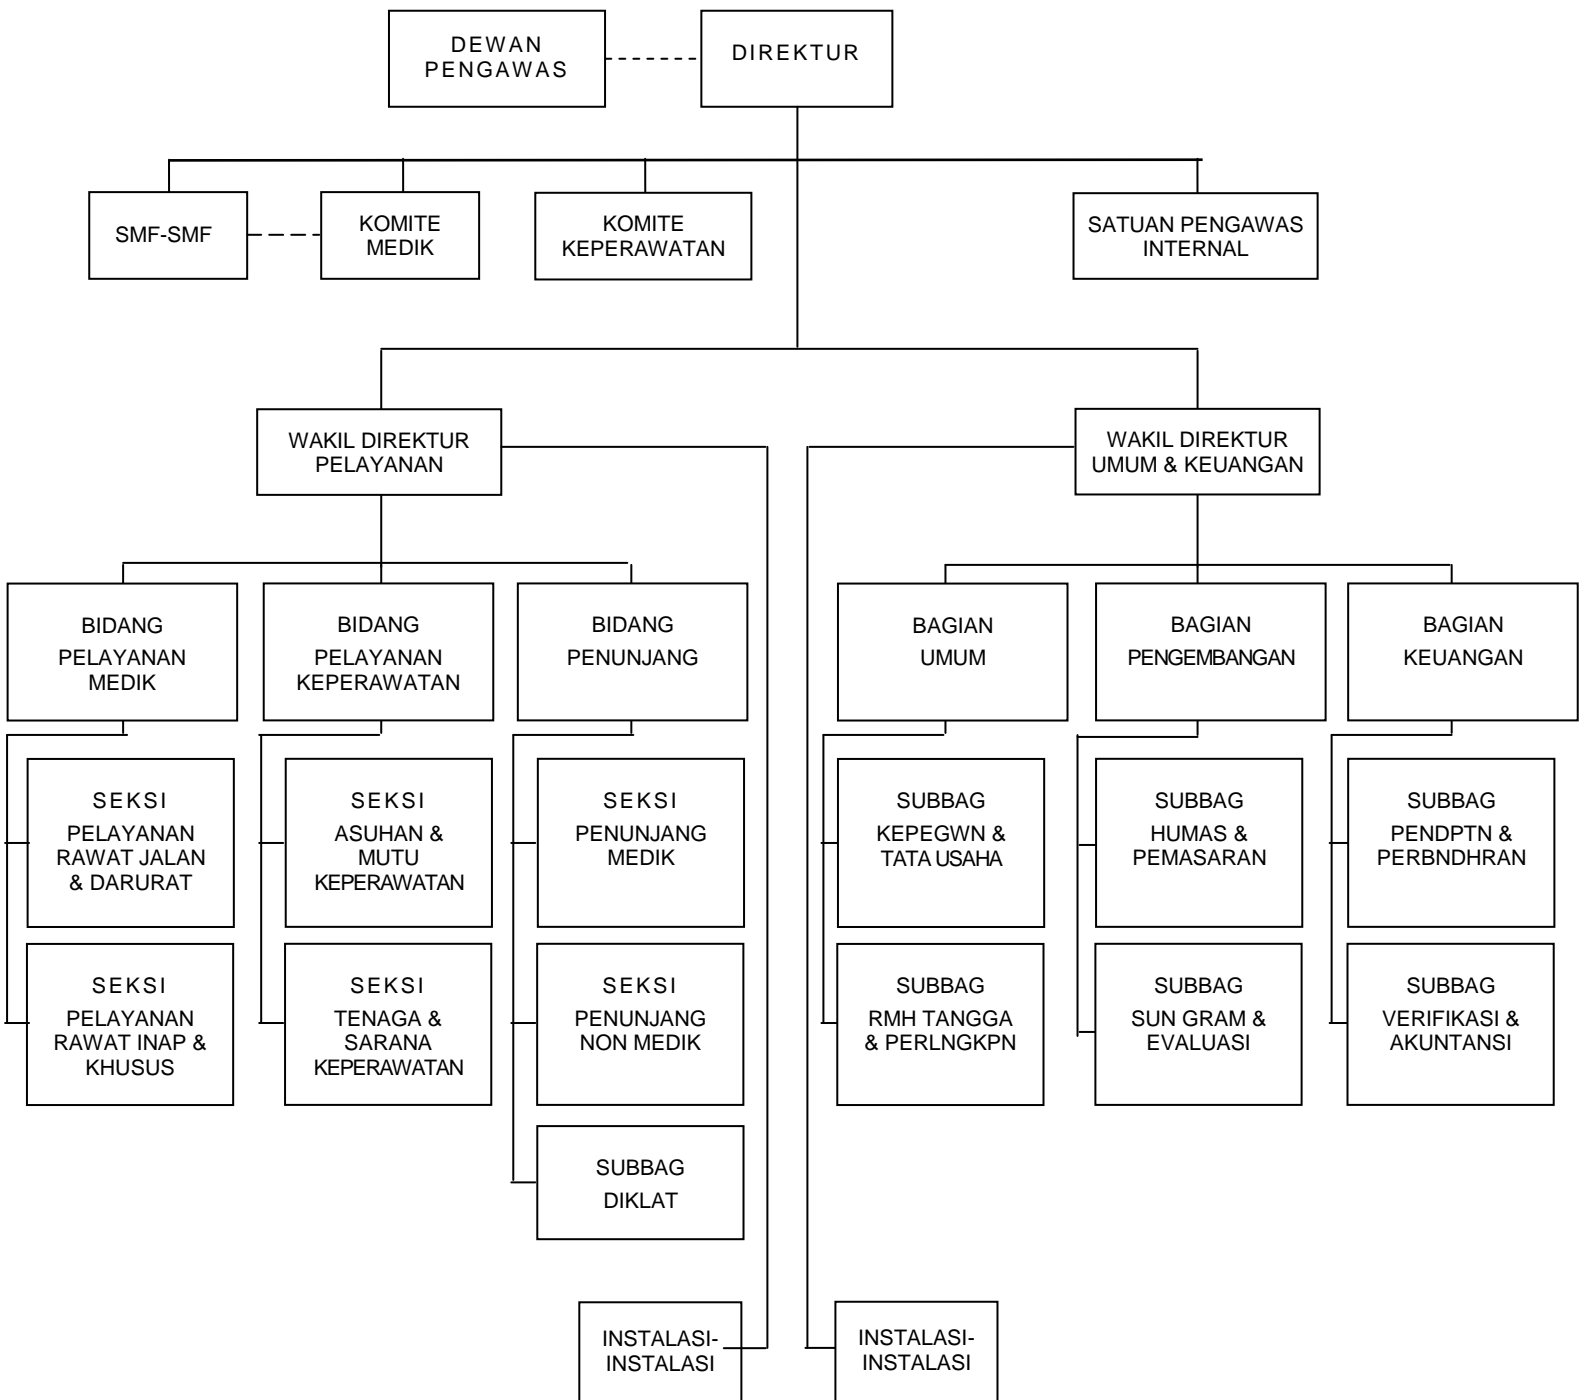 DEWAN
PENGAWAS
DIREKTUR
SMF-SMF
KOMITE
MEDIK
KOMITE
KEPERAWATAN
SATUAN PENGAWAS
INTERNAL
WAKIL DIREKTUR
PELAYANAN
WAKIL DIREKTUR
UMUM & KEUANGAN
BIDANG
PELAYANAN
MEDIK
BIDANG
PELAYANAN
KEPERAWATAN
BIDANG
PENUNJANG
BAGIAN
UMUM
BAGIAN
PENGEMBANGAN
BAGIAN
KEUANGAN
SEKSI
PELAYANAN
RAWAT JALAN
& DARURAT
SEKSI
ASUHAN &
MUTU
KEPERAWATAN
SEKSI
PENUNJANG
MEDIK
SUBBAG
KEPEGWN &
TATA USAHA
SUBBAG
HUMAS &
PEMASARAN
SUBBAG
PENDPTN &
PERBNDHRAN
SEKSI
PELAYANAN
RAWAT INAP &
KHUSUS
SEKSI
TENAGA &
SARANA
KEPERAWATAN
SEKSI
PENUNJANG
NON MEDIK
SUBBAG
RMH TANGGA
& PERLNGKPN
SUBBAG
SUN GRAM &
EVALUASI
SUBBAG
VERIFIKASI &
AKUNTANSI
SUBBAG
DIKLAT
INSTALASI-
INSTALASI
INSTALASI-
INSTALASI